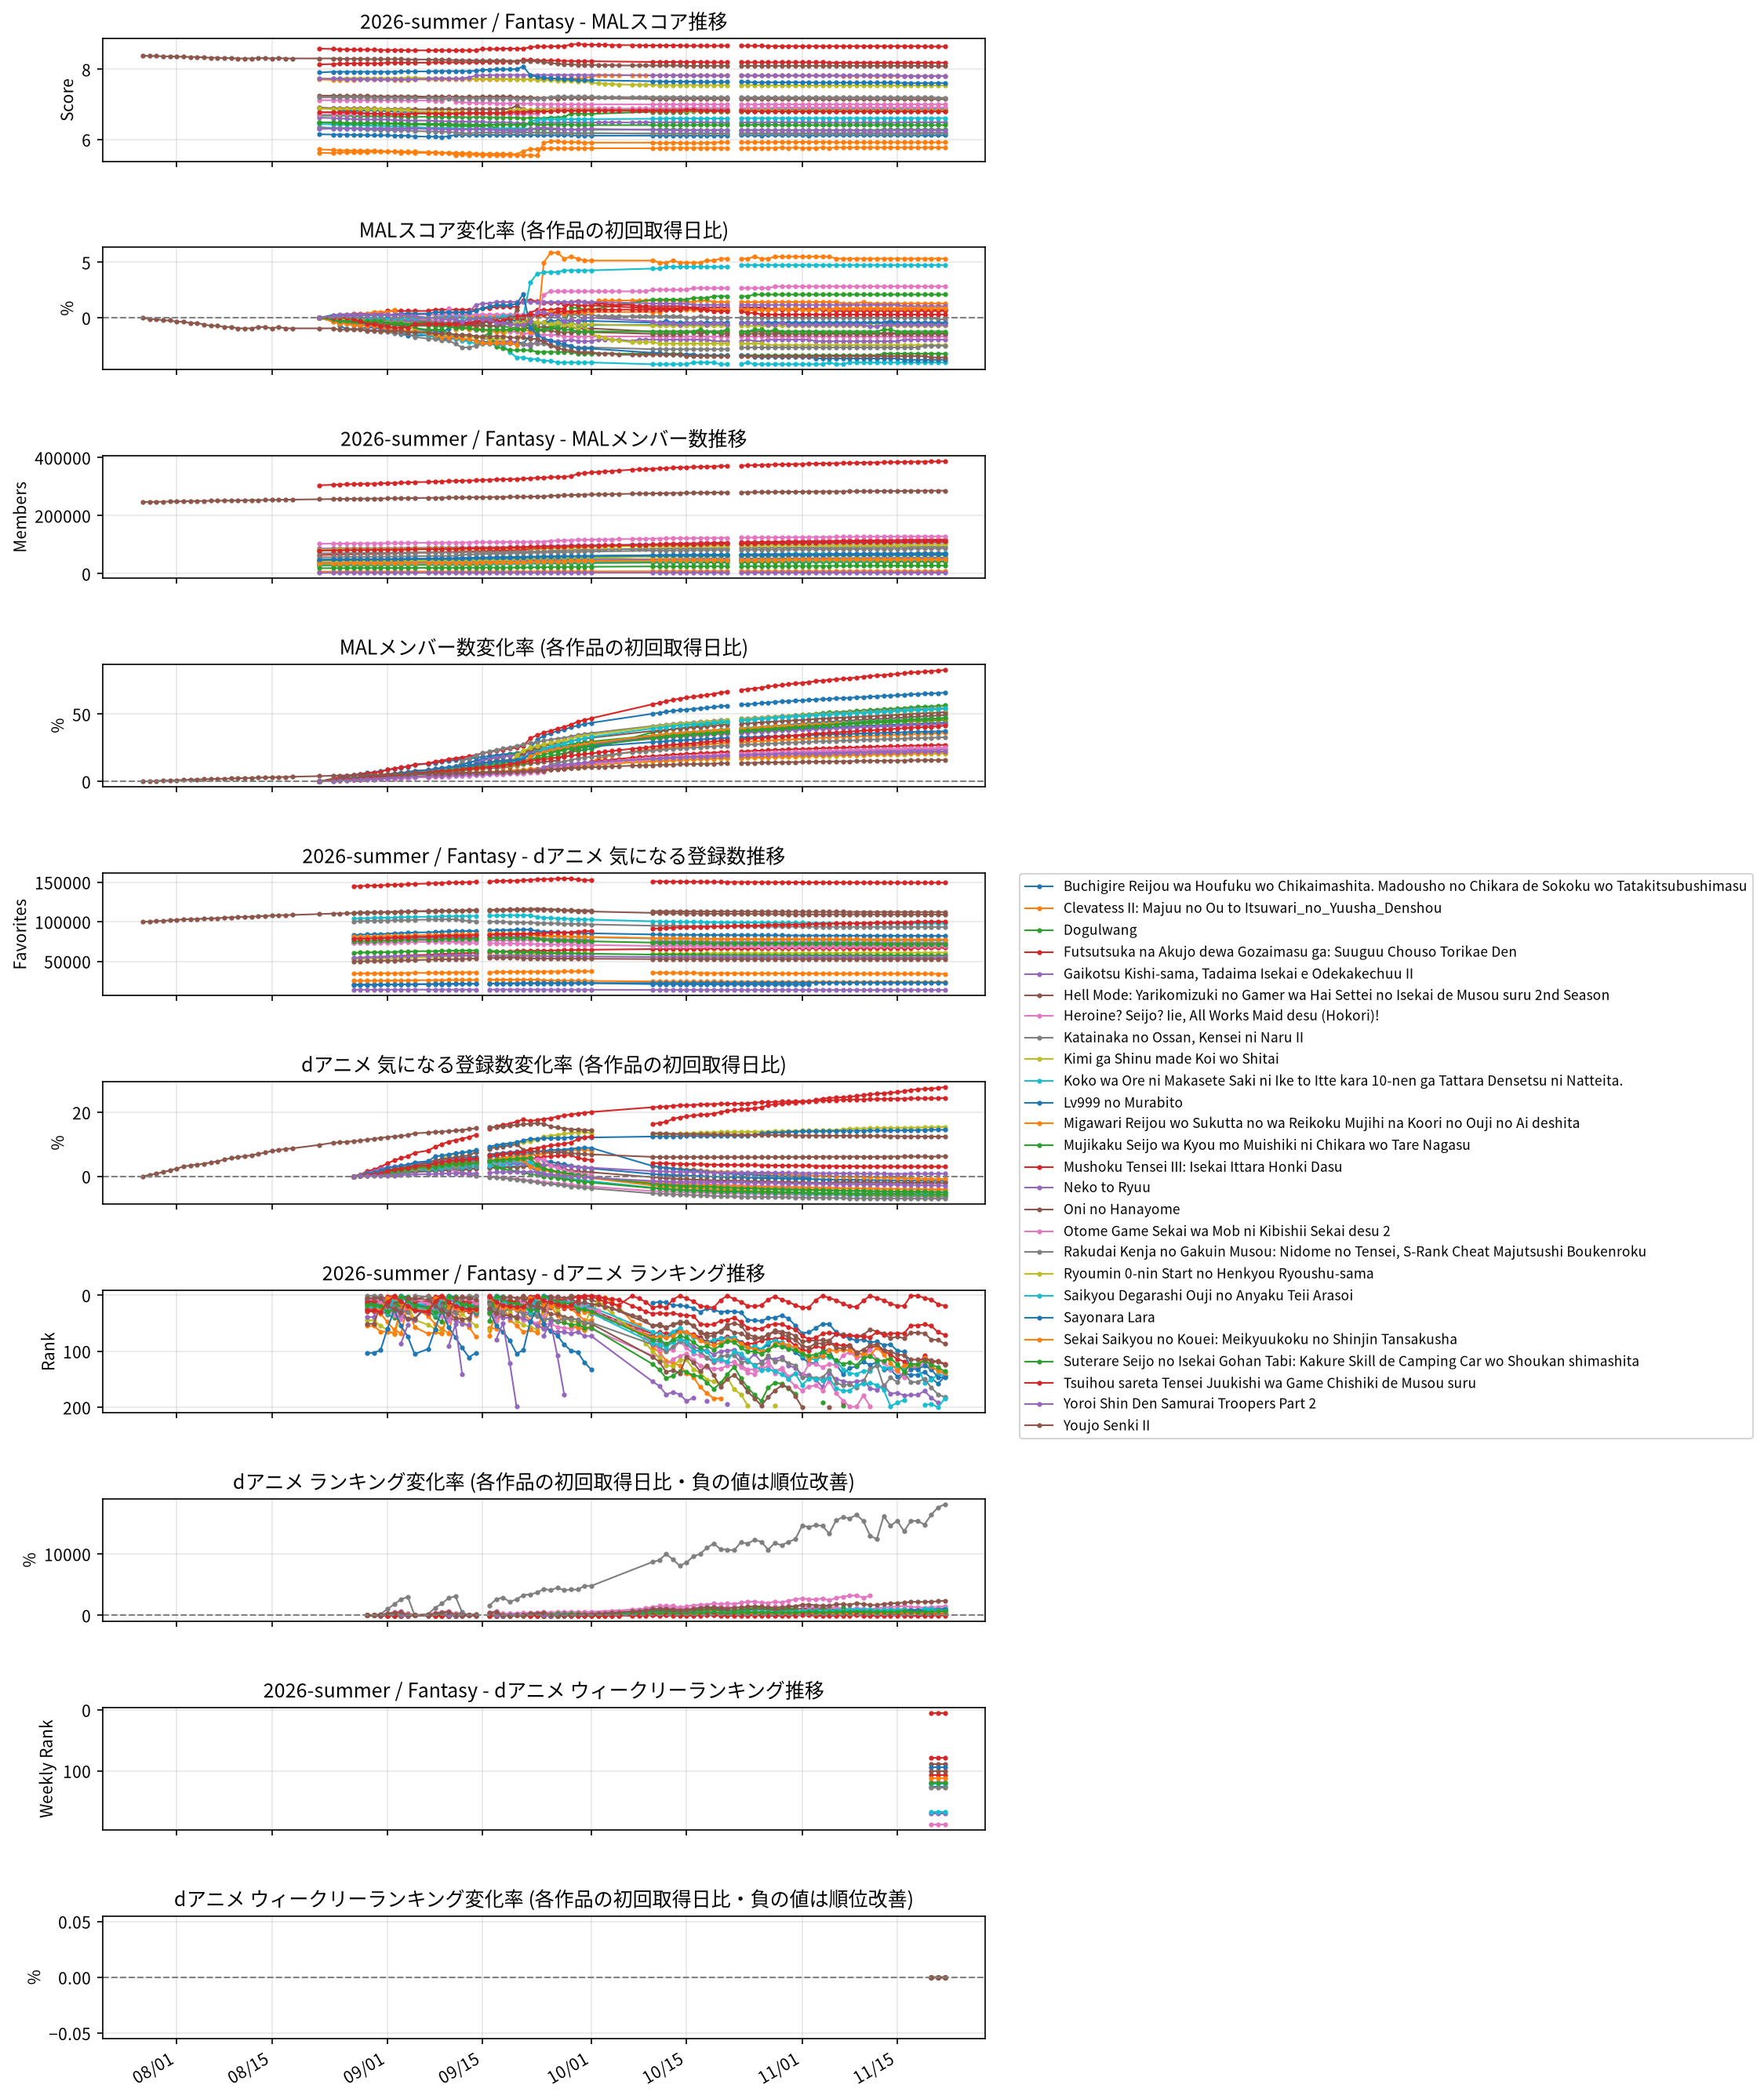 2026-summer / Fantasy - MALスコア推移
Score
8
6
MALスコア変化率 (各作品の初回取得日比)
%
5
0
2026-summer / Fantasy - MALメンバー数推移
Members
400000
200000
0
MALメンバー数変化率 (各作品の初回取得日比)
%
50
0
2026-summer / Fantasy - dアニメ 気になる登録数推移
Favorites
150000
100000
50000
dアニメ 気になる登録数変化率 (各作品の初回取得日比)
%
20
0
2026-summer / Fantasy - dアニメ ランキング推移
Rank
0
100
200
dアニメ ランキング変化率 (各作品の初回取得日比・負の値は順位改善)
%
10000
0
2026-summer / Fantasy - dアニメ ウィークリーランキング推移
Weekly Rank
0
100
dアニメ ウィークリーランキング変化率 (各作品の初回取得日比・負の値は順位改善)
%
0.05
0.00
−0.05
08/01
08/15
09/01
09/15
10/01
10/15
11/01
11/15
Buchigire Reijou wa Houfuku wo Chikaimashita. Madousho no Chikara de Sokoku wo Tatakitsubushimasu
Clevatess II: Majuu no Ou to Itsuwari_no_Yuusha_Denshou
Dogulwang
Futsutsuka na Akujo dewa Gozaimasu ga: Suuguu Chouso Torikae Den
Gaikotsu Kishi-sama, Tadaima Isekai e Odekakechuu II
Hell Mode: Yarikomizuki no Gamer wa Hai Settei no Isekai de Musou suru 2nd Season
Heroine? Seijo? Iie, All Works Maid desu (Hokori)!
Katainaka no Ossan, Kensei ni Naru II
Kimi ga Shinu made Koi wo Shitai
Koko wa Ore ni Makasete Saki ni Ike to Itte kara 10-nen ga Tattara Densetsu ni Natteita.
Lv999 no Murabito
Migawari Reijou wo Sukutta no wa Reikoku Mujihi na Koori no Ouji no Ai deshita
Mujikaku Seijo wa Kyou mo Muishiki ni Chikara wo Tare Nagasu
Mushoku Tensei III: Isekai Ittara Honki Dasu
Neko to Ryuu
Oni no Hanayome
Otome Game Sekai wa Mob ni Kibishii Sekai desu 2
Rakudai Kenja no Gakuin Musou: Nidome no Tensei, S-Rank Cheat Majutsushi Boukenroku
Ryoumin 0-nin Start no Henkyou Ryoushu-sama
Saikyou Degarashi Ouji no Anyaku Teii Arasoi
Sayonara Lara
Sekai Saikyou no Kouei: Meikyuukoku no Shinjin Tansakusha
Suterare Seijo no Isekai Gohan Tabi: Kakure Skill de Camping Car wo Shoukan shimashita
Tsuihou sareta Tensei Juukishi wa Game Chishiki de Musou suru
Yoroi Shin Den Samurai Troopers Part 2
Youjo Senki II